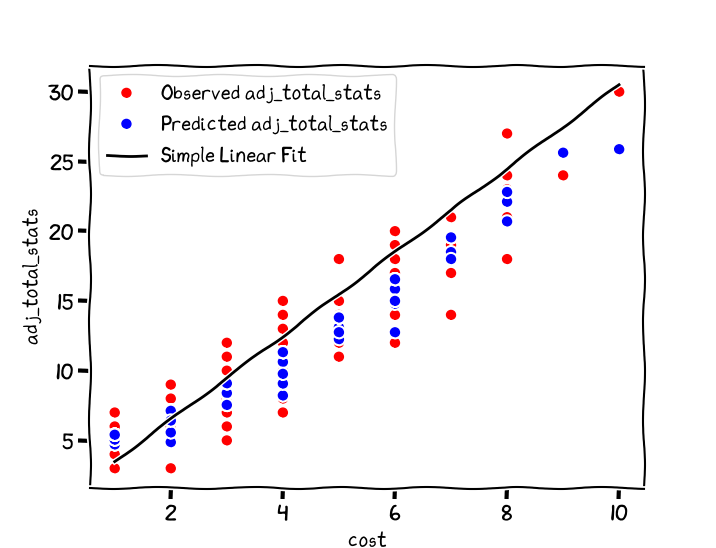 Observed adj_total_stats
Predicted adj_total_stats
Simple Linear Fit
adj_total_stats
30
25
20
15
10
5
2
4
6
8
10
cost